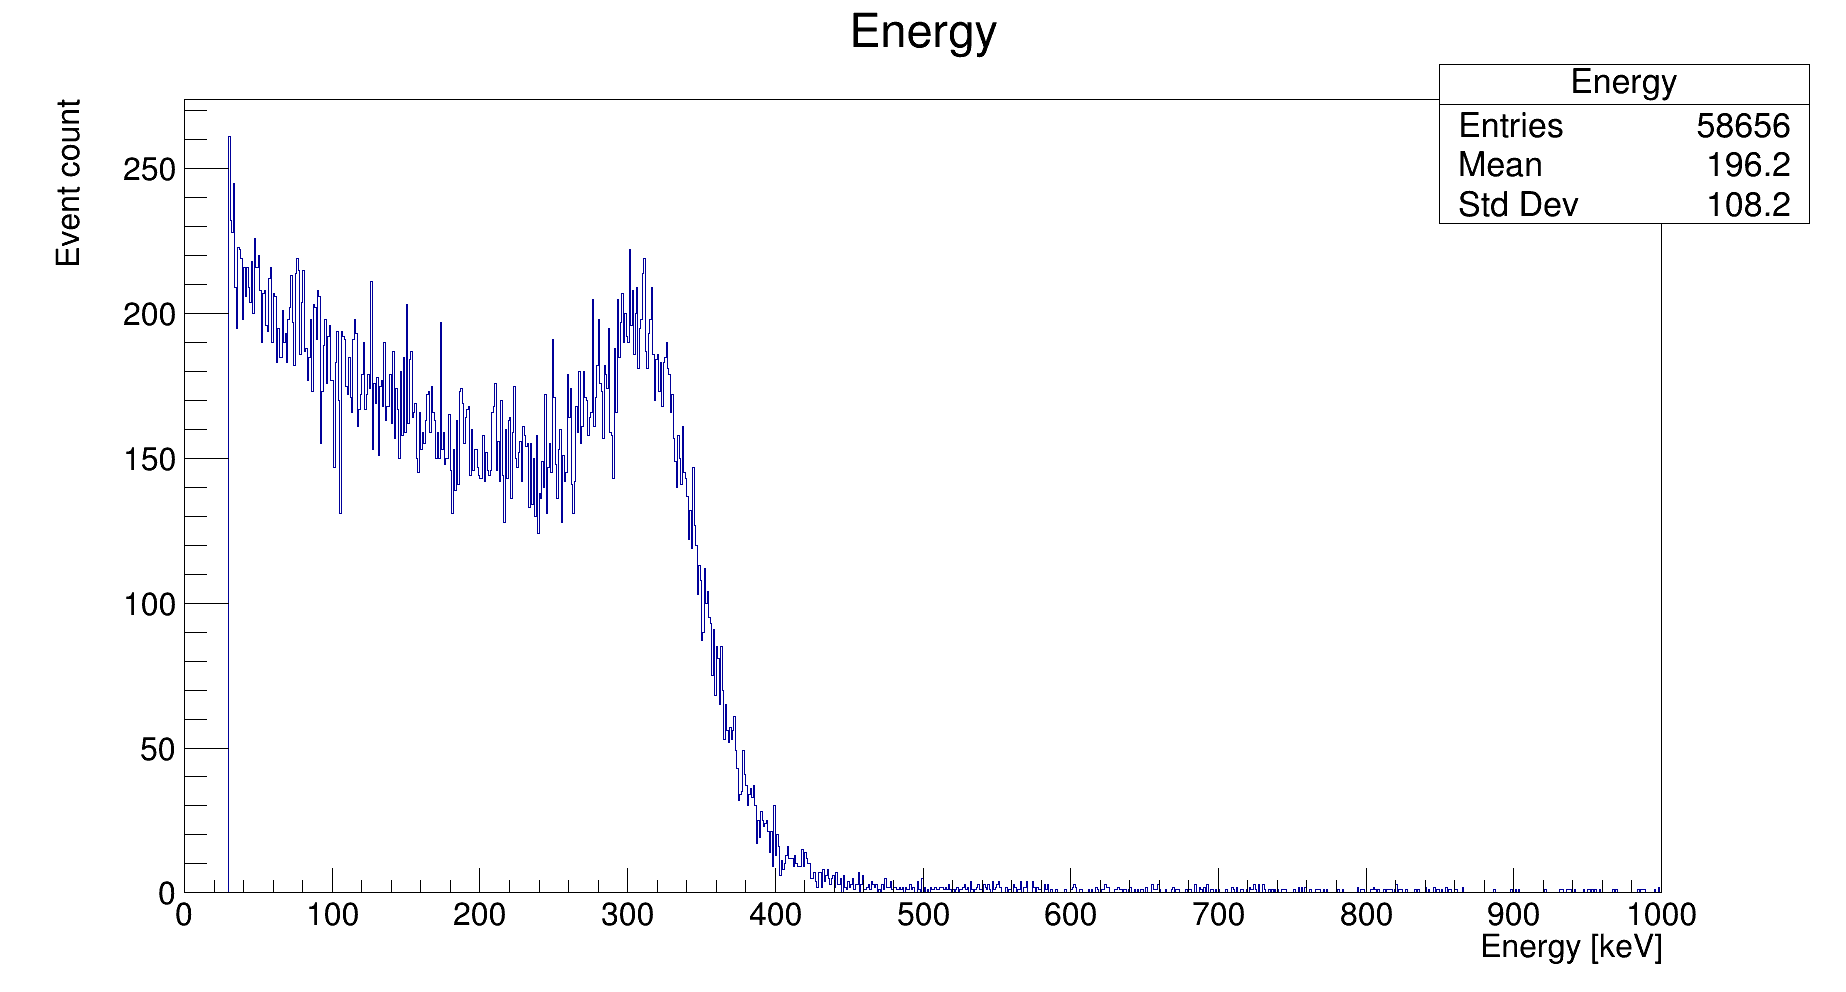 Energy
Energy
Entries 58656
Mean 196.2
Std Dev 108.2
Event count
250
200
150
100
50
0
0 100 200 300 400 500 600 700 800 900 1000
Energy [keV]